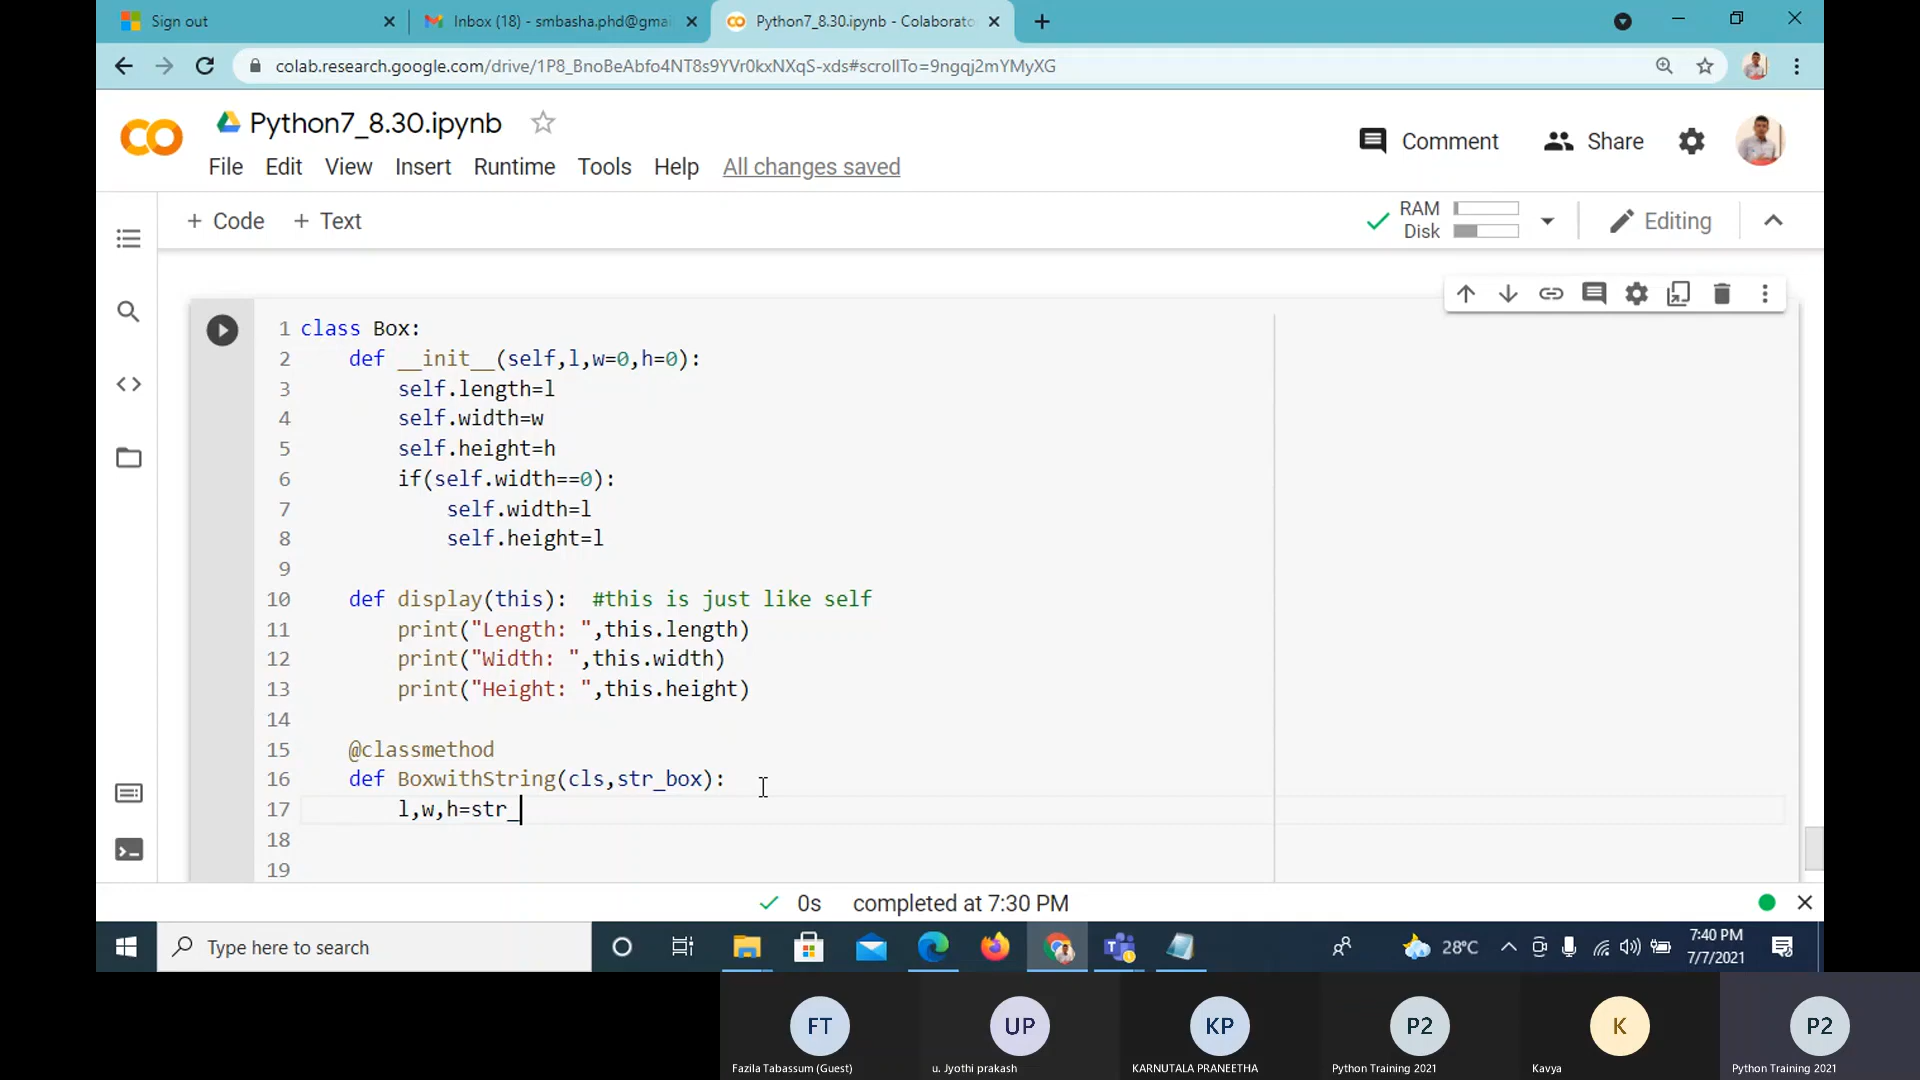 Sign out
Inbox (18) - smbasha.phd@gmai
Python7_8.30.ipynb - Colaborato
colab.research.google.com/drive/1P8_BnoBeAbfo4NT8s9YVr0kxNXqS-xds#scrollTo=9ngqj2mYMyXG
Python7_8.30.ipynb
Comment
Share
File Edit View Insert Runtime Tools Help All changes saved
+ Code + Text
RAM
Disk
Editing
1 class Box:
2 def __init__(self,l,w=0,h=0):
3 self.length=l
4 self.width=w
5 self.height=h
6 if(self.width==0):
7 self.width=l
8 self.height=l
9
10 def display(this): #this is just like self
11 print("Length: ",this.length)
12 print("Width: ",this.width)
13 print("Height: ",this.height)
14
15 @classmethod
16 def BoxwithString(cls,str_box):
17 l,w,h=str_
18
19
0s completed at 7:30 PM
Type here to search
28°C
7:40 PM
7/7/2021
FT
UP
KP
P2
K
P2
Fazila Tabassum (Guest)
u. Jyothi prakash
KARNUTALA PRANEETHA
Python Training 2021
Kavya
Python Training 2021